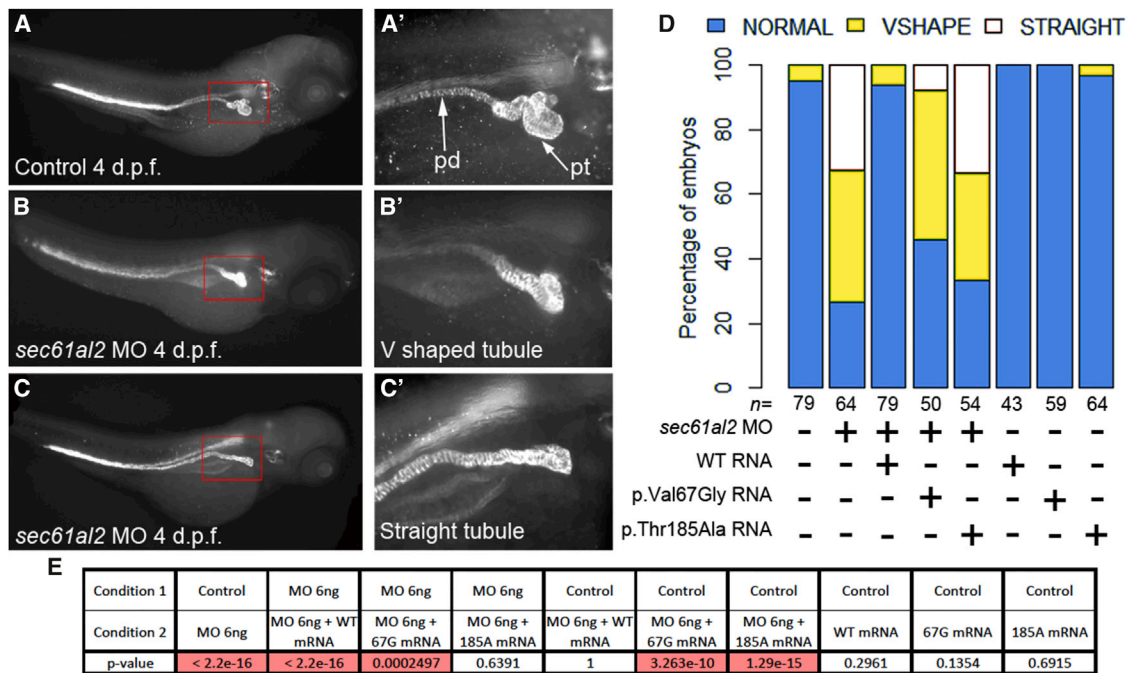 A
Control 4 d.p.f.
A'
pd
pt
B
sec61al2 MO 4 d.p.f.
B'
V shaped tubule
C
sec61al2 MO 4 d.p.f.
C'
Straight tubule
D
NORMAL VSHAPE STRAIGHT
Percentage of embryos
100
80
60
40
20
0
n= 79 64 79 50 54 43 59 64
sec61al2 MO - + + + + - - -
WT RNA - - + - - + - -
p.Val67Gly RNA - - - + - - + -
p.Thr185Ala RNA - - - - + - - +
E
Condition 1 Control MO 6ng MO 6ng MO 6ng Control Control Control Control Control Control
Condition 2 MO 6ng MO 6ng + WT mRNA MO 6ng + 67G mRNA MO 6ng + 185A mRNA MO 6ng + WT mRNA MO 6ng + 67G mRNA MO 6ng + 185A mRNA WT mRNA 67G mRNA 185A mRNA
p-value < 2.2e-16 < 2.2e-16 0.0002497 0.6391 1 3.263e-10 1.29e-15 0.2961 0.1354 0.6915